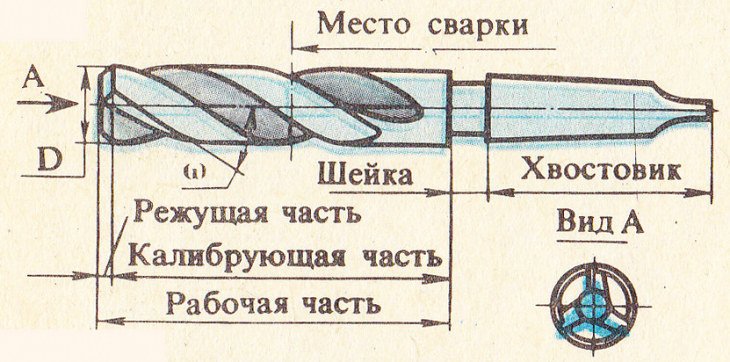 Место сварки
А
D
ω
Шейка
Хвостовик
Режущая часть
Вид А
Калибрующая часть
Рабочая часть